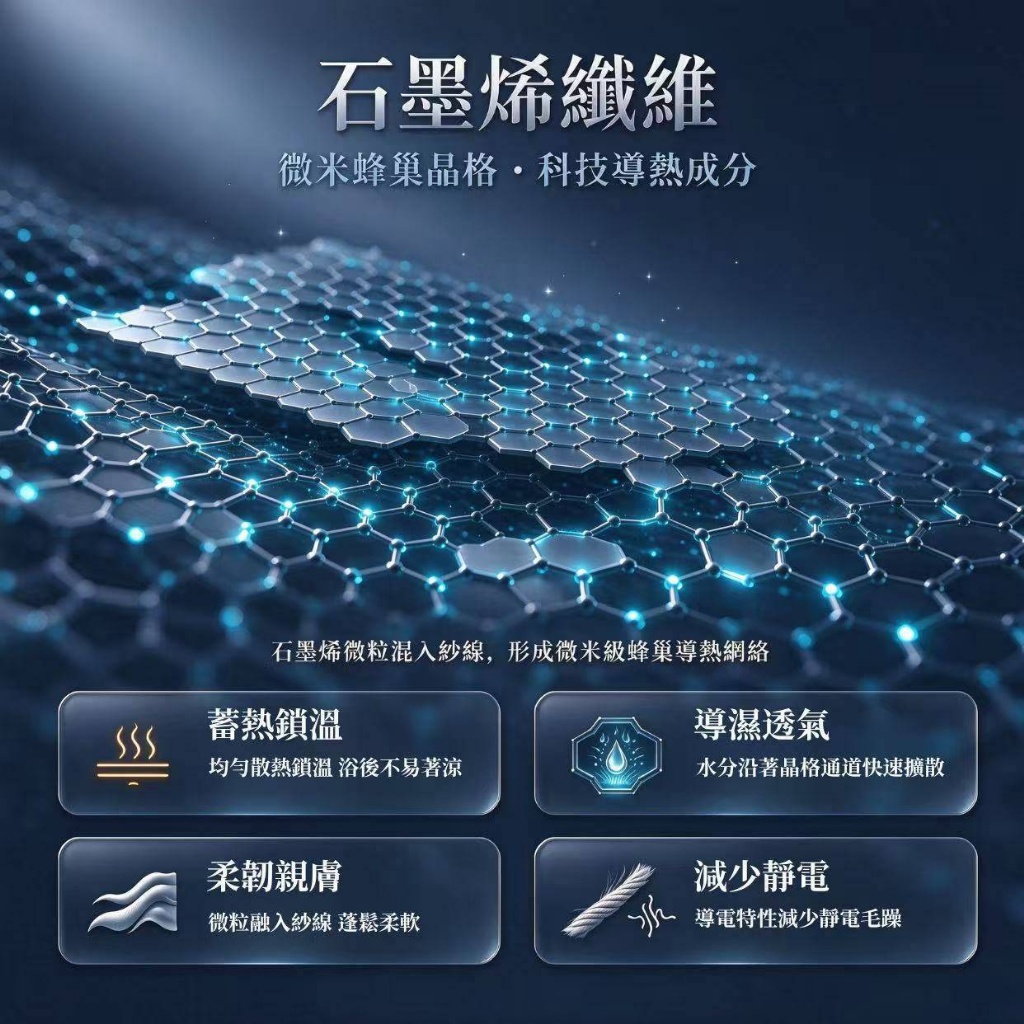 石墨烯纖維
微米蜂巢晶格・科技導熱成分
石墨烯微粒混入紗線，形成微米級蜂巢導熱網絡
蓄熱鎖溫
均勻散熱鎖溫 浴後不易著涼
導濕透氣
水分沿著晶格通道快速擴散
柔韌親膚
微粒融入紗線 蓬鬆柔軟
減少靜電
導電特性減少靜電毛躁